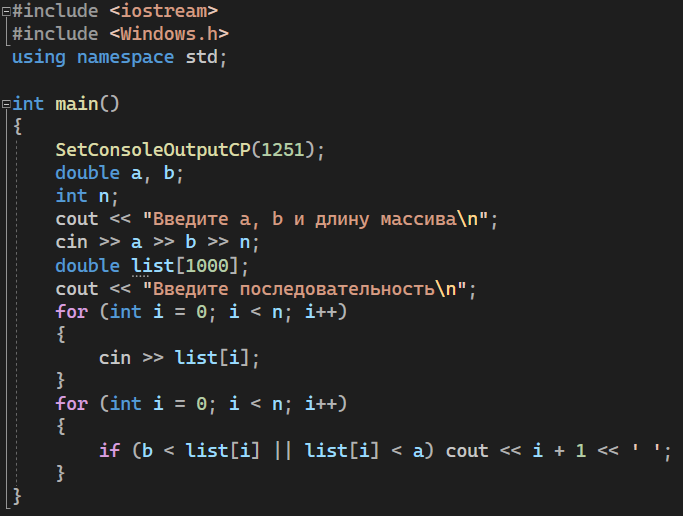 #include <iostream>
#include <Windows.h>
using namespace std;

int main()
{
    SetConsoleOutputCP(1251);
    double a, b;
    int n;
    cout << "Введите a, b и длину массива\n";
    cin >> a >> b >> n;
    double list[1000];
    cout << "Введите последовательность\n";
    for (int i = 0; i < n; i++)
    {
        cin >> list[i];
    }
    for (int i = 0; i < n; i++)
    {
        if (b < list[i] || list[i] < a) cout << i + 1 << ' ';
    }
}